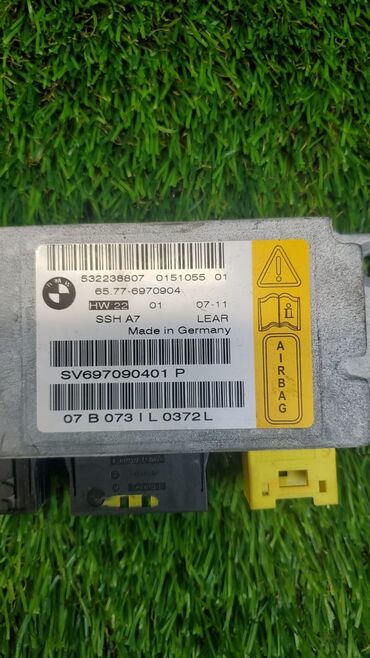 BMW
532238807 0151055 01
65.77-6970904
HW 22 01 07-11
SSH A7 LEAR
Made in Germany
SV697090401 P
07 B 073 I L 0372 L
AIRBAG